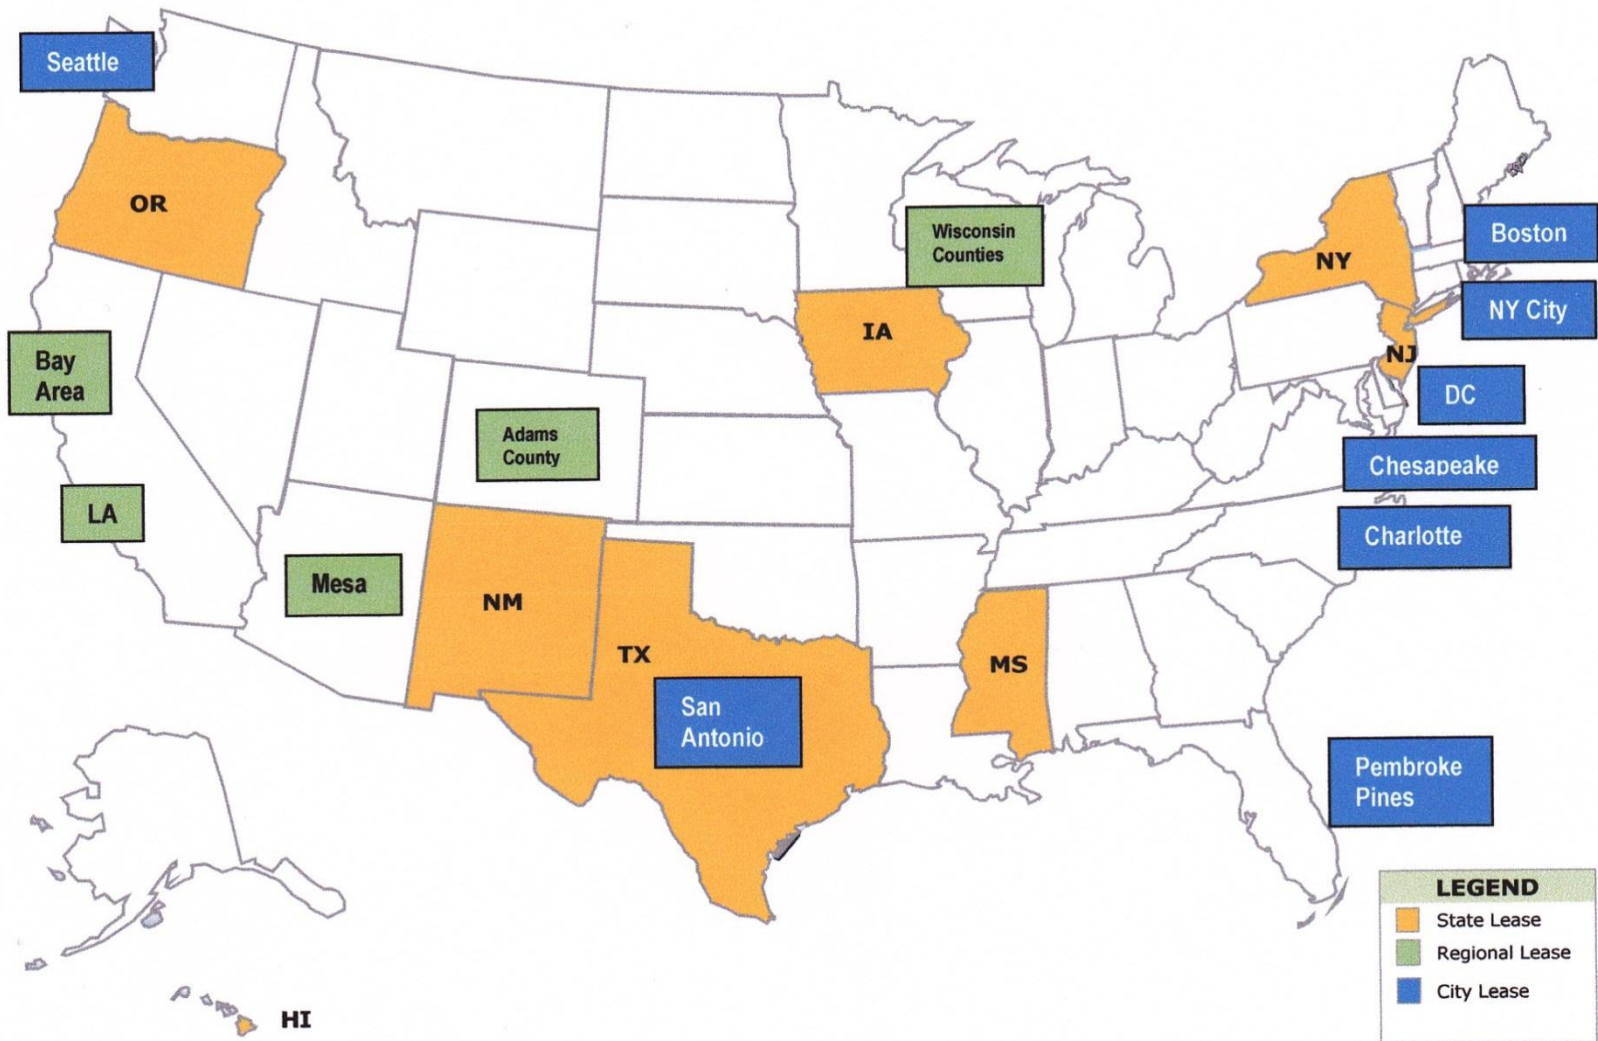 Seattle
OR
Wisconsin
Counties
Boston
NY
NY City
IA
NJ
Bay
Area
DC
Adams
County
Chesapeake
LA
Charlotte
Mesa
NM
TX
MS
San
Antonio
Pembroke
Pines
LEGEND
State Lease
Regional Lease
City Lease
HI